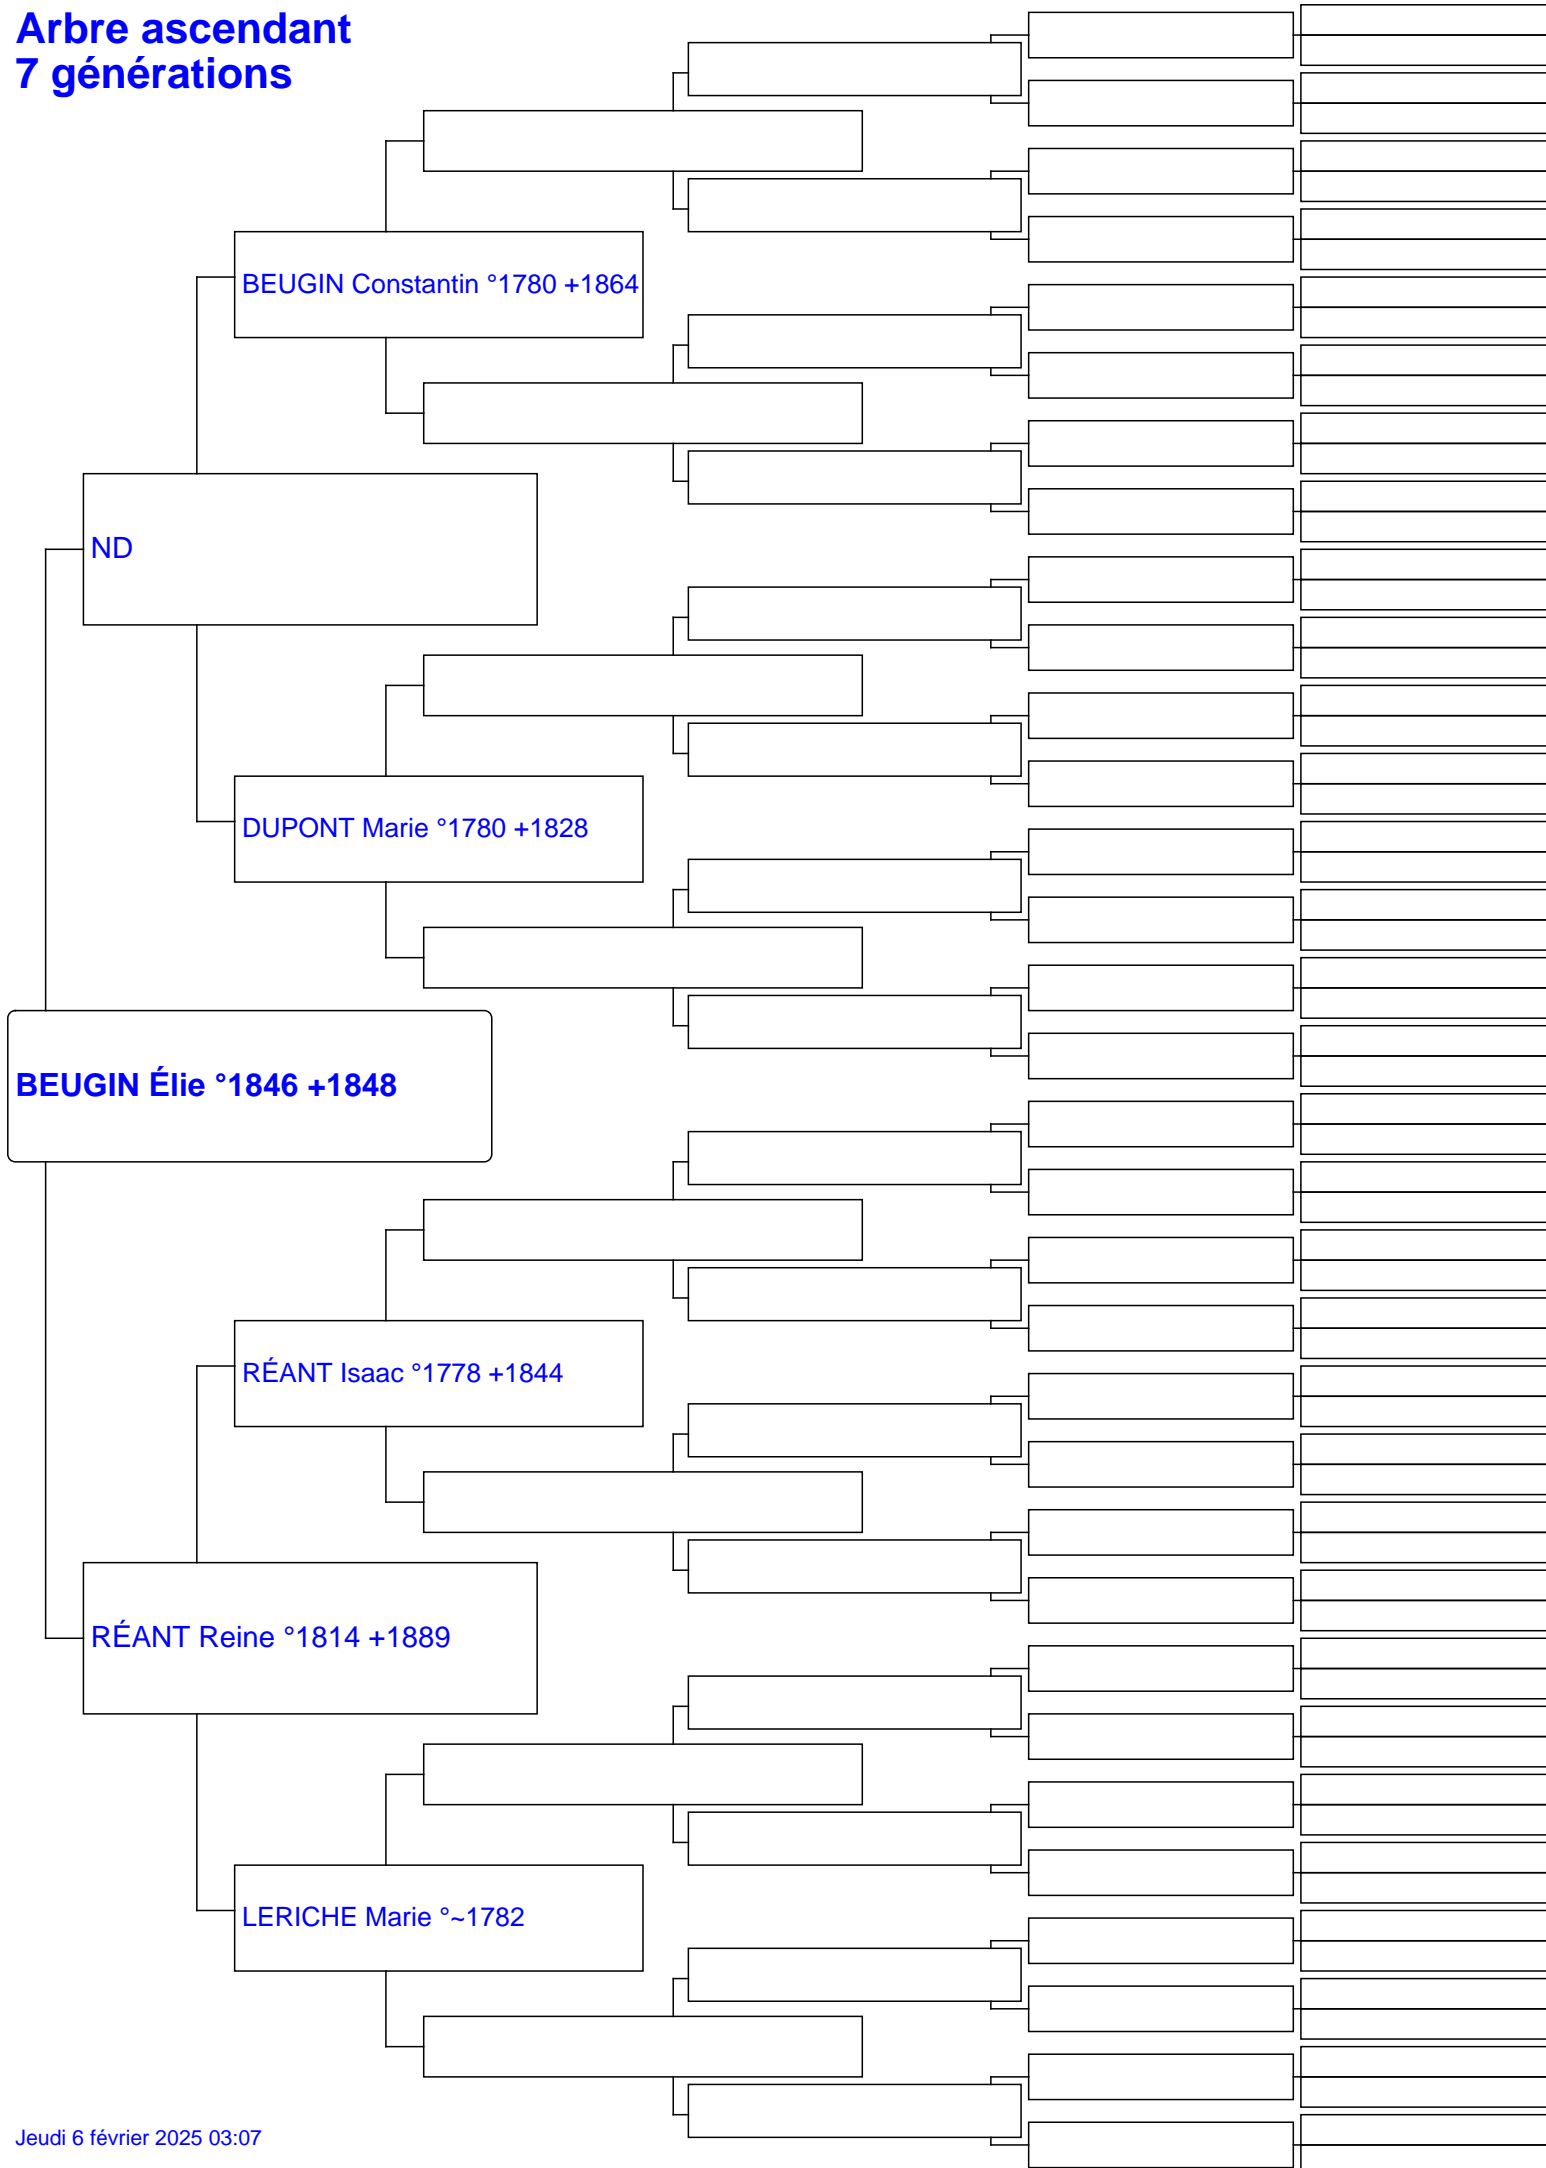 Arbre ascendant
7 générations
BEUGIN Constantin °1780 +1864
ND
DUPONT Marie °1780 +1828
BEUGIN Élie °1846 +1848
RÉANT Isaac °1778 +1844
RÉANT Reine °1814 +1889
LERICHE Marie °~1782
Jeudi 6 février 2025 03:07